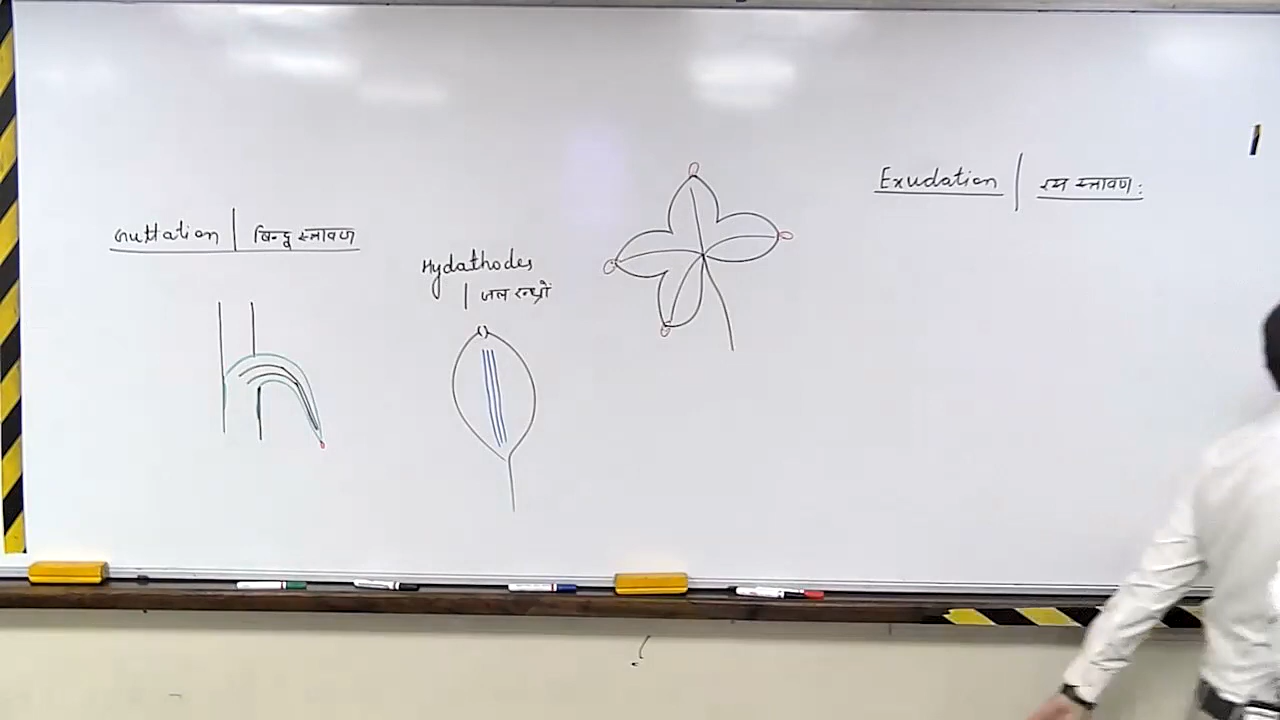 Guttation | बिन्दू स्त्रावण
Hydathodes
| जल रन्ध्रों
Exudation | रस स्त्रावण :